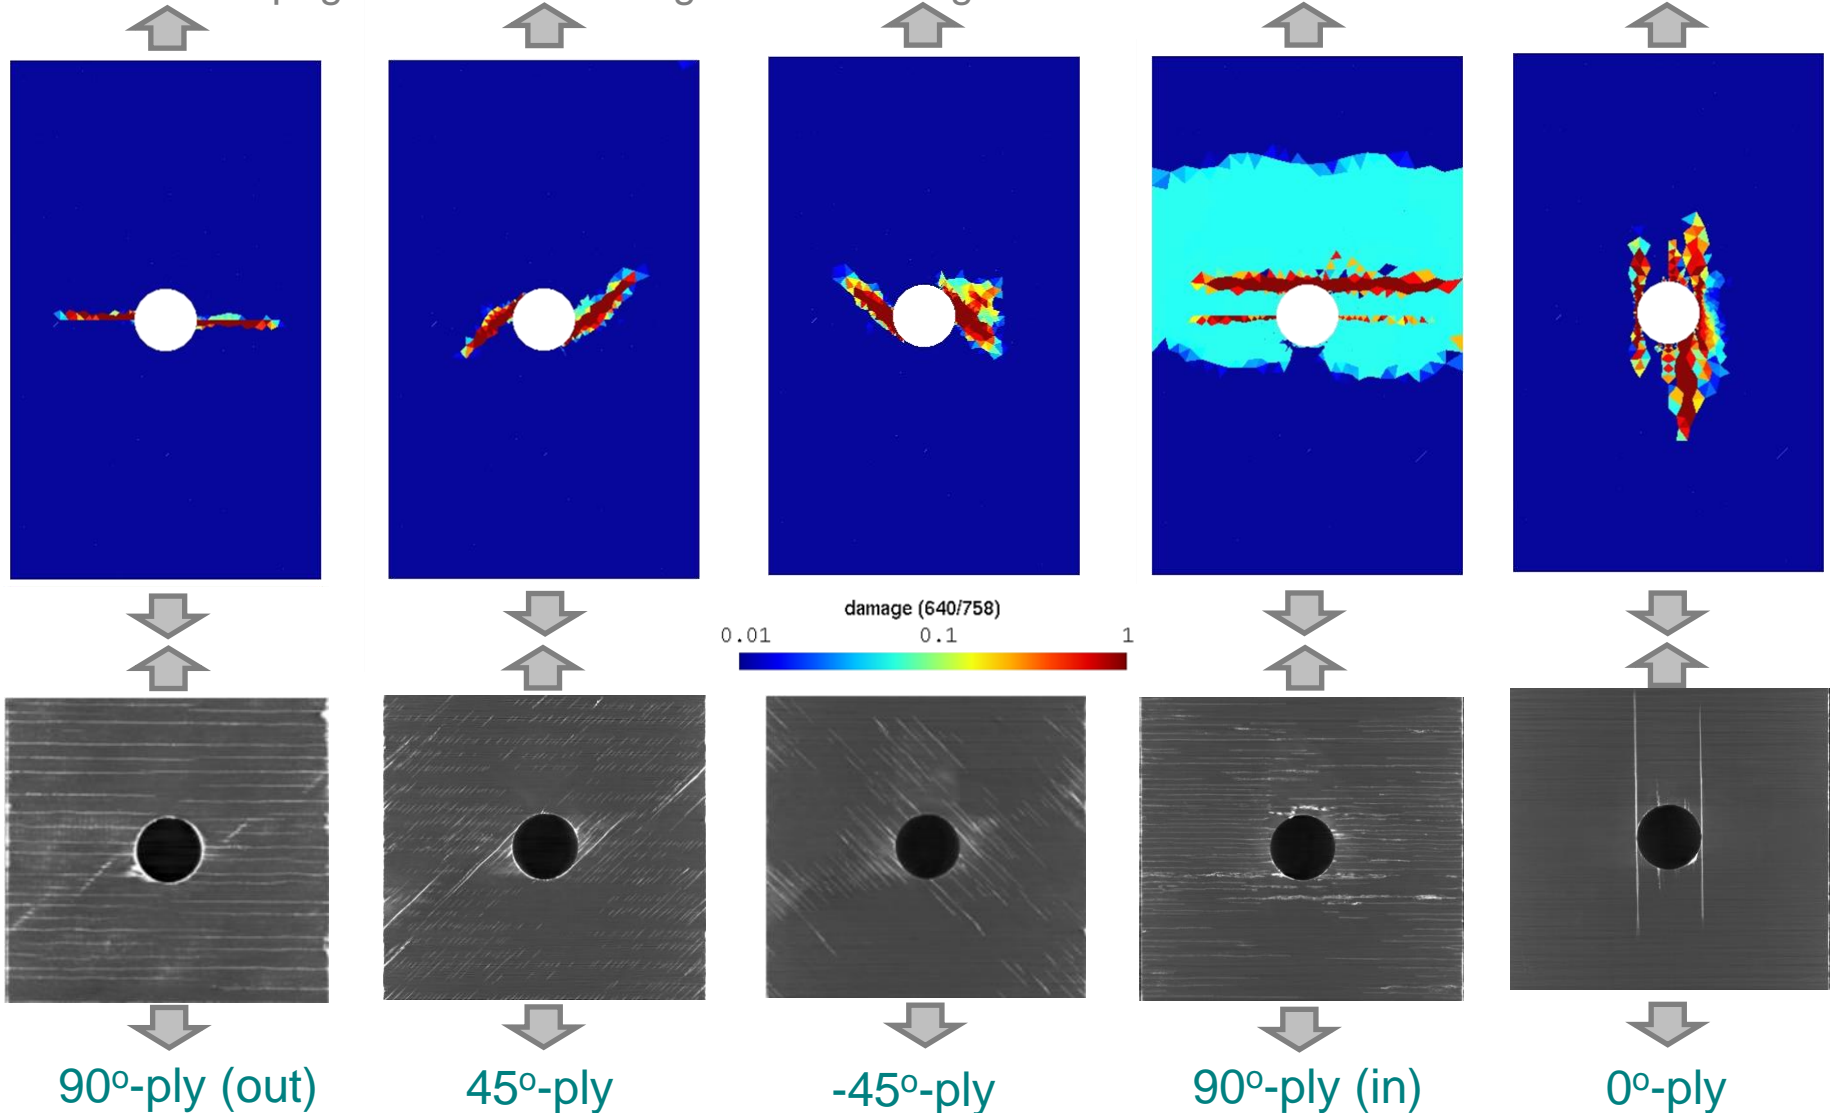 damage (640/758)
0.01 0.1 1
90º-ply (out) 45º-ply -45º-ply 90º-ply (in) 0º-ply